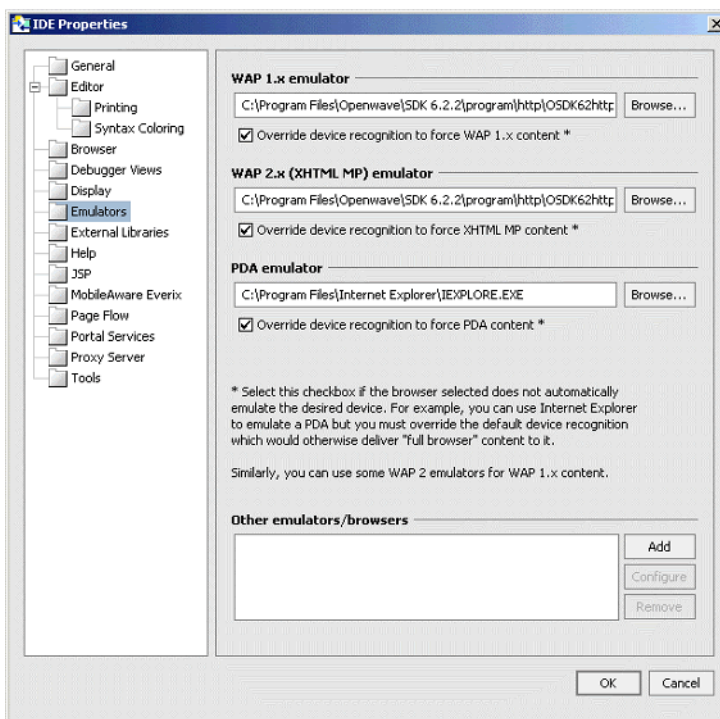 IDE Properties
General
Editor
Printing
Syntax Coloring
Browser
Debugger Views
Display
Emulators
External Libraries
Help
JSP
MobileAware Everix
Page Flow
Portal Services
Proxy Server
Tools
WAP 1.x emulator
C:\Program Files\Openwave\SDK 6.2.2\program\http\OSDK62http
Browse...
Override device recognition to force WAP 1.x content *
WAP 2.x (XHTML MP) emulator
C:\Program Files\Openwave\SDK 6.2.2\program\http\OSDK62http
Browse...
Override device recognition to force XHTML MP content *
PDA emulator
C:\Program Files\Internet Explorer\IEXPLORE.EXE
Browse...
Override device recognition to force PDA content *
* Select this checkbox if the browser selected does not automatically
emulate the desired device. For example, you can use Internet Explorer
to emulate a PDA but you must override the default device recognition
which would otherwise deliver "full browser" content to it.
Similarly, you can use some WAP 2 emulators for WAP 1.x content.
Other emulators/browsers
Add
Configure
Remove
OK
Cancel